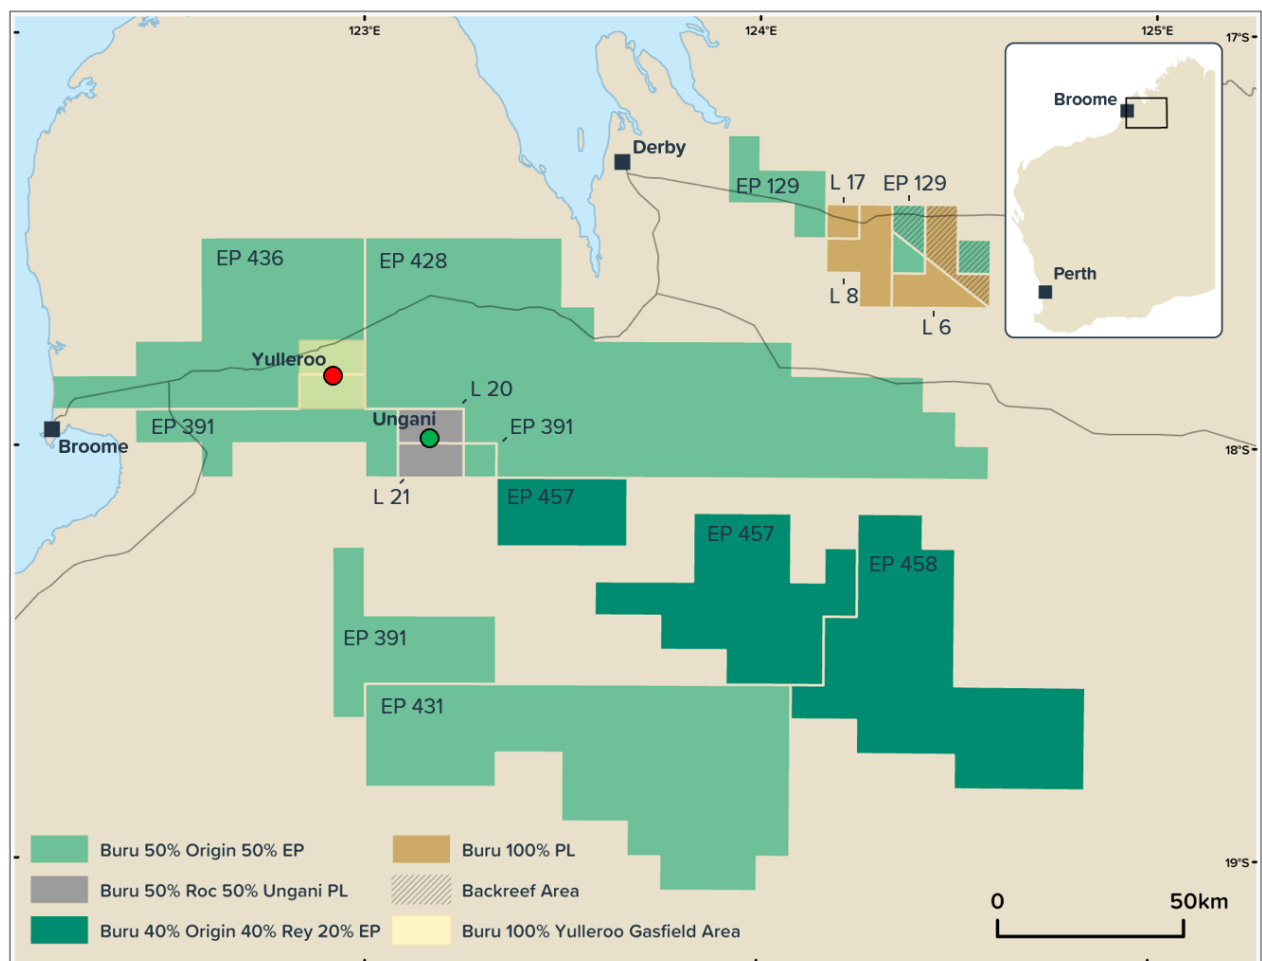 123°E
124°E
125°E
17°S
Broome
Perth
Derby
EP 129
L 17
EP 129
L 8
L 6
EP 436
EP 428
Yulleroo
L 20
Ungani
EP 391
EP 391
Broome
18°S
L 21
EP 457
EP 457
EP 458
EP 391
EP 431
Buru 50% Origin 50% EP
Buru 100% PL
19°S
Buru 50% Roc 50% Ungani PL
Backreef Area
0
50km
Buru 40% Origin 40% Rey 20% EP
Buru 100% Yulleroo Gasfield Area